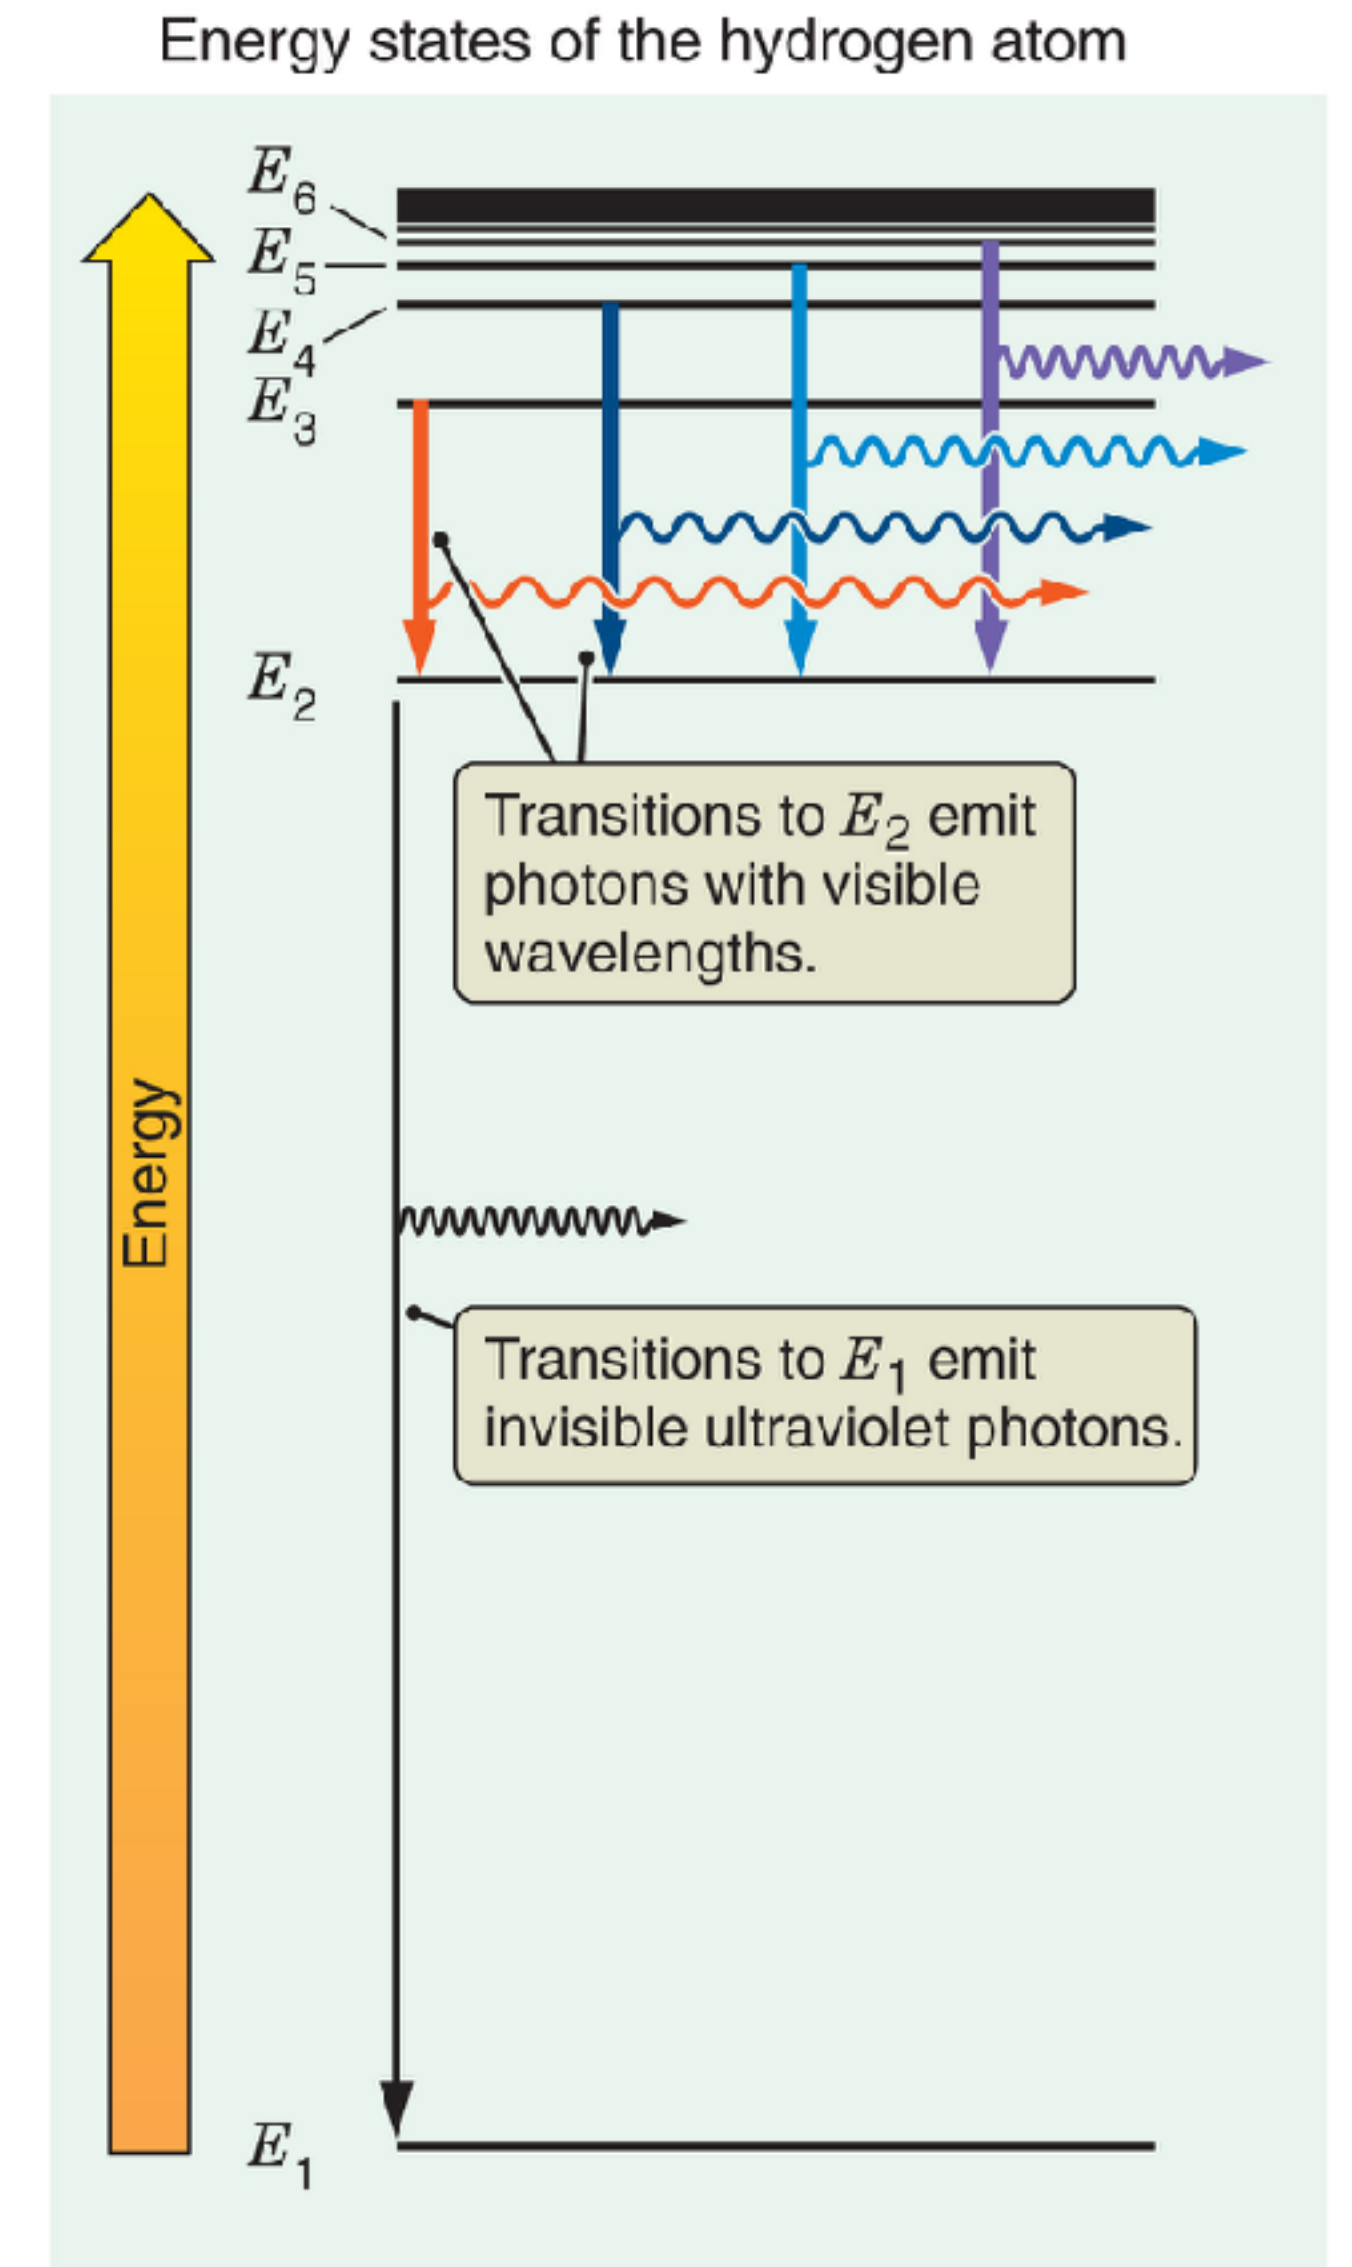 Energy states of the hydrogen atom
E6
E5
E4
E3
E2
Transitions to E2 emit
photons with visible
wavelengths.
Energy
Transitions to E1 emit
invisible ultraviolet photons.
E1